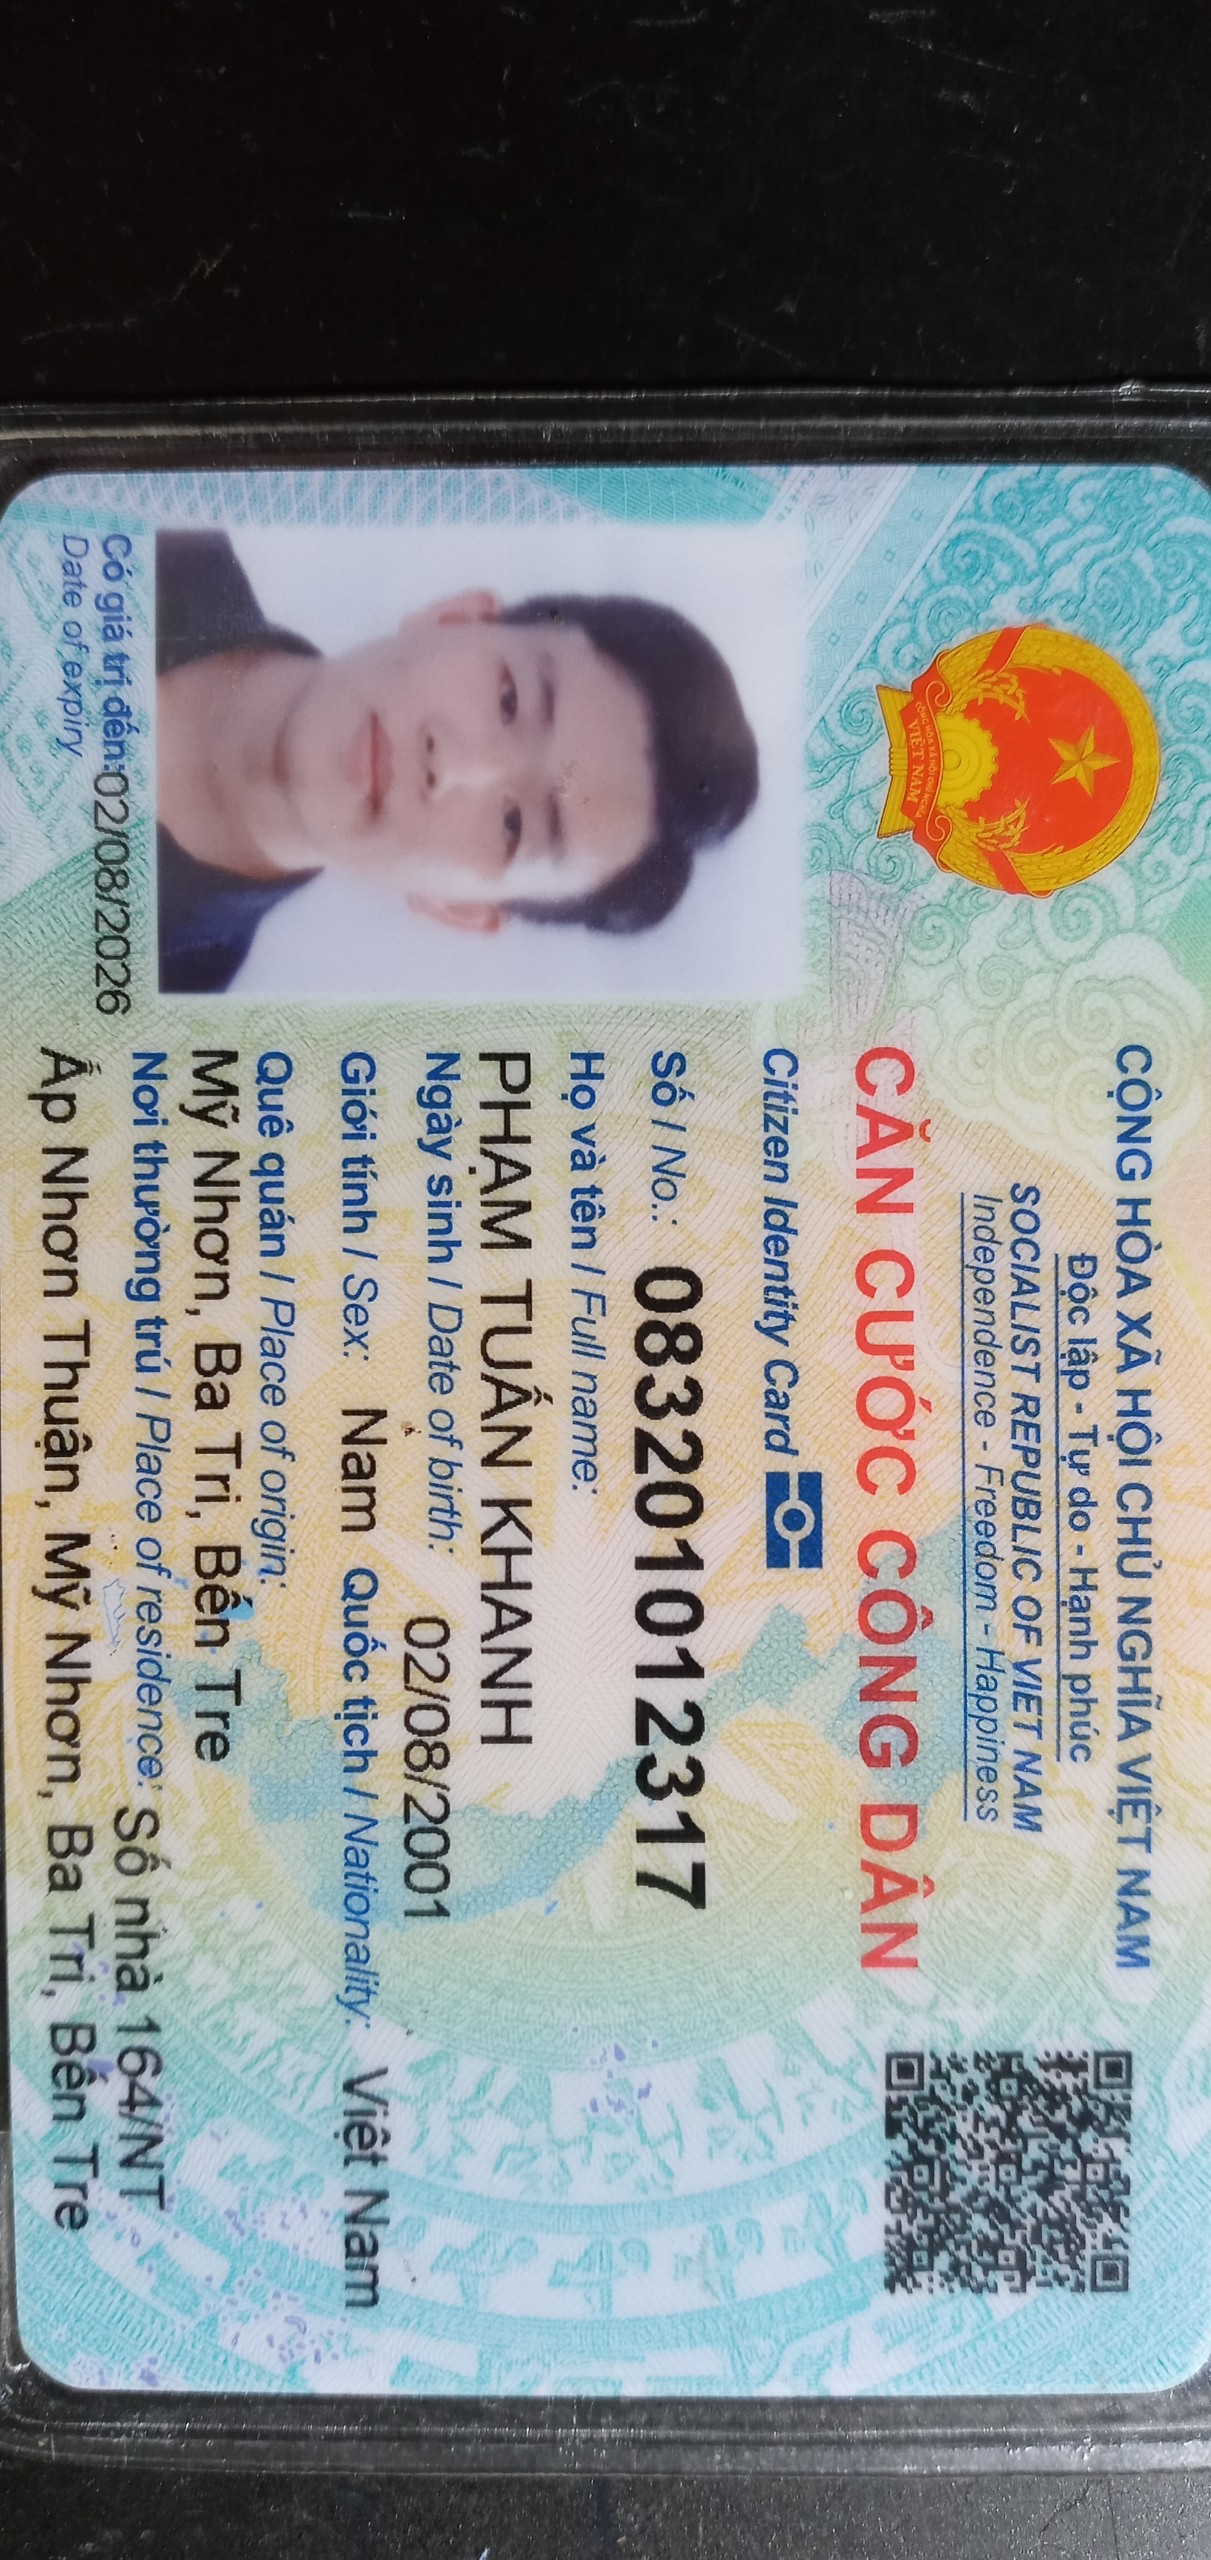 CỘNG HÒA XÃ HỘI CHỦ NGHĨA VIỆT NAM
Độc lập - Tự do - Hạnh phúc
SOCIALIST REPUBLIC OF VIET NAM
Independence - Freedom - Happiness
CĂN CƯỚC CÔNG DÂN
Citizen Identity Card
Số / No.: 083201012317
Họ và tên / Full name:
PHẠM TUẤN KHANH
Ngày sinh / Date of birth: 02/08/2001
Giới tính / Sex: Nam Quốc tịch / Nationality: Việt Nam
Quê quán / Place of origin:
Mỹ Nhơn, Ba Tri, Bến Tre
Nơi thường trú / Place of residence: Số nhà 164/NT
Ấp Nhơn Thuận, Mỹ Nhơn, Ba Tri, Bến Tre
Có giá trị đến: 02/08/2026
Date of expiry
VIỆT NAM